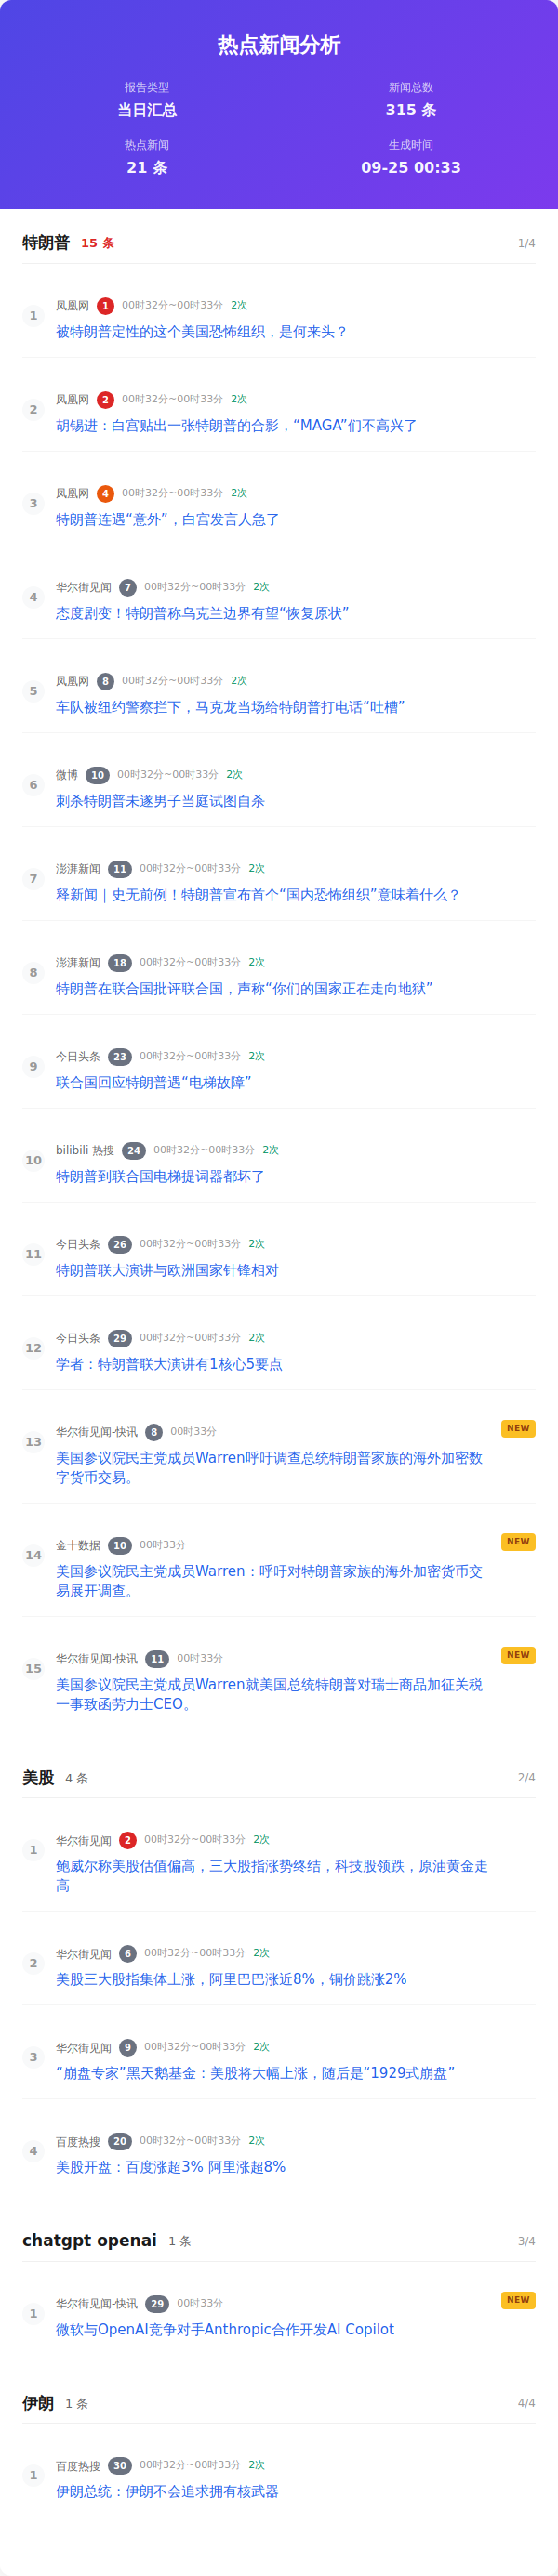 热点新闻分析
报告类型
当日汇总
新闻总数
315 条
热点新闻
21 条
生成时间
09-25 00:33
特朗普 15 条 1/4
1
凤凰网 1 00时32分~00时33分 2次
被特朗普定性的这个美国恐怖组织，是何来头？
2
凤凰网 2 00时32分~00时33分 2次
胡锡进：白宫贴出一张特朗普的合影，“MAGA”们不高兴了
3
凤凰网 4 00时32分~00时33分 2次
特朗普连遇“意外”，白宫发言人急了
4
华尔街见闻 7 00时32分~00时33分 2次
态度剧变！特朗普称乌克兰边界有望“恢复原状”
5
凤凰网 8 00时32分~00时33分 2次
车队被纽约警察拦下，马克龙当场给特朗普打电话“吐槽”
6
微博 10 00时32分~00时33分 2次
刺杀特朗普未遂男子当庭试图自杀
7
澎湃新闻 11 00时32分~00时33分 2次
释新闻｜史无前例！特朗普宣布首个“国内恐怖组织”意味着什么？
8
澎湃新闻 18 00时32分~00时33分 2次
特朗普在联合国批评联合国，声称“你们的国家正在走向地狱”
9
今日头条 23 00时32分~00时33分 2次
联合国回应特朗普遇“电梯故障”
10
bilibili 热搜 24 00时32分~00时33分 2次
特朗普到联合国电梯提词器都坏了
11
今日头条 26 00时32分~00时33分 2次
特朗普联大演讲与欧洲国家针锋相对
12
今日头条 29 00时32分~00时33分 2次
学者：特朗普联大演讲有1核心5要点
13
华尔街见闻-快讯 8 00时33分 NEW
美国参议院民主党成员Warren呼吁调查总统特朗普家族的海外加密数
字货币交易。
14
金十数据 10 00时33分 NEW
美国参议院民主党成员Warren：呼吁对特朗普家族的海外加密货币交
易展开调查。
15
华尔街见闻-快讯 11 00时33分 NEW
美国参议院民主党成员Warren就美国总统特朗普对瑞士商品加征关税
一事致函劳力士CEO。
美股 4 条 2/4
1
华尔街见闻 2 00时32分~00时33分 2次
鲍威尔称美股估值偏高，三大股指涨势终结，科技股领跌，原油黄金走
高
2
华尔街见闻 6 00时32分~00时33分 2次
美股三大股指集体上涨，阿里巴巴涨近8%，铜价跳涨2%
3
华尔街见闻 9 00时32分~00时33分 2次
“崩盘专家”黑天鹅基金：美股将大幅上涨，随后是“1929式崩盘”
4
百度热搜 20 00时32分~00时33分 2次
美股开盘：百度涨超3% 阿里涨超8%
chatgpt openai 1 条 3/4
1
华尔街见闻-快讯 29 00时33分 NEW
微软与OpenAI竞争对手Anthropic合作开发AI Copilot
伊朗 1 条 4/4
1
百度热搜 30 00时32分~00时33分 2次
伊朗总统：伊朗不会追求拥有核武器